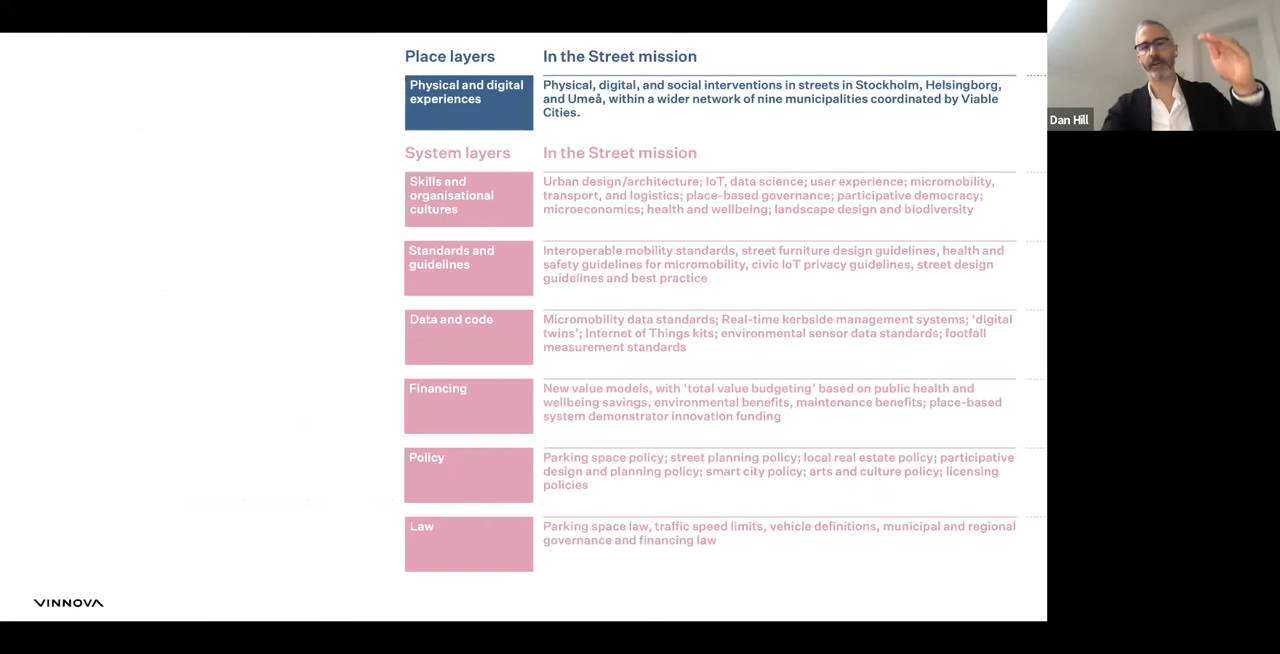 Place layers
In the Street mission
Physical and digital
experiences
Physical, digital, and social interventions in streets in Stockholm, Helsingborg,
and Umeå, within a wider network of nine municipalities coordinated by Viable
Cities.
System layers
In the Street mission
Skills and
organisational
cultures
Urban design/architecture; IoT, data science; user experience; micromobility,
transport, and logistics; place-based governance; participative democracy;
microeconomics; health and wellbeing; landscape design and biodiversity
Standards and
guidelines
Interoperable mobility standards, street furniture design guidelines, health and
safety guidelines for micromobility, civic IoT privacy guidelines, street design
guidelines and best practice
Data and code
Micromobility data standards; Real-time kerbside management systems; ‘digital
twins’; Internet of Things kits; environmental sensor data standards; footfall
measurement standards
Financing
New value models, with ‘total value budgeting’ based on public health and
wellbeing savings, environmental benefits, maintenance benefits; place-based
system demonstrator innovation funding
Policy
Parking space policy; street planning policy; local real estate policy; participative
design and planning policy; smart city policy; arts and culture policy; licensing
policies
Law
Parking space law, traffic speed limits, vehicle definitions, municipal and regional
governance and financing law
VINNOVA
Dan Hill